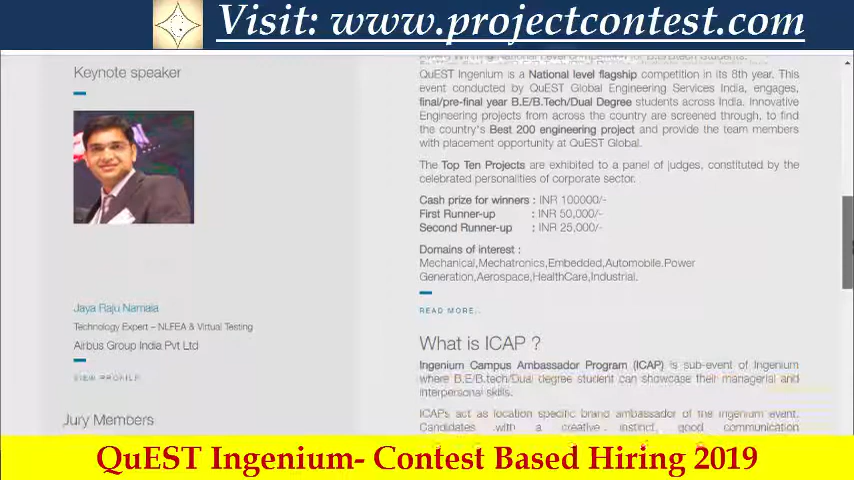 Visit: www.projectcontest.com
Keynote speaker
Jaya Raju Namala
Technology Expert – NLFEA & Virtual Testing
Airbus Group India Pvt Ltd
VIEW PROFILE
Jury Members
QuEST Ingenium is a National level flagship competition in its 8th year. This
event conducted by QuEST Global Engineering Services India, engages,
final/pre-final year B.E/B.Tech/Dual Degree students across India. Innovative
Engineering projects from across the country are screened through, to find
the country's Best 200 engineering project and provide the team members
with placement opportunity at QuEST Global.
The Top Ten Projects are exhibited to a panel of judges, constituted by the
celebrated personalities of corporate sector.
Cash prize for winners : INR 100000/-
First Runner-up : INR 50,000/-
Second Runner-up : INR 25,000/-
Domains of interest :
Mechanical,Mechatronics,Embedded,Automobile.Power
Generation,Aerospace,HealthCare,Industrial.
READ MORE..
What is ICAP ?
Ingenium Campus Ambassador Program (ICAP) is sub-event of Ingenium
where B.E/B.tech/Dual degree student can showcase their managerial and
interpersonal skills.
ICAPs act as location specific brand ambassador of the ingenium event.
Candidates with a creative instinct, good communication
QuEST Ingenium- Contest Based Hiring 2019